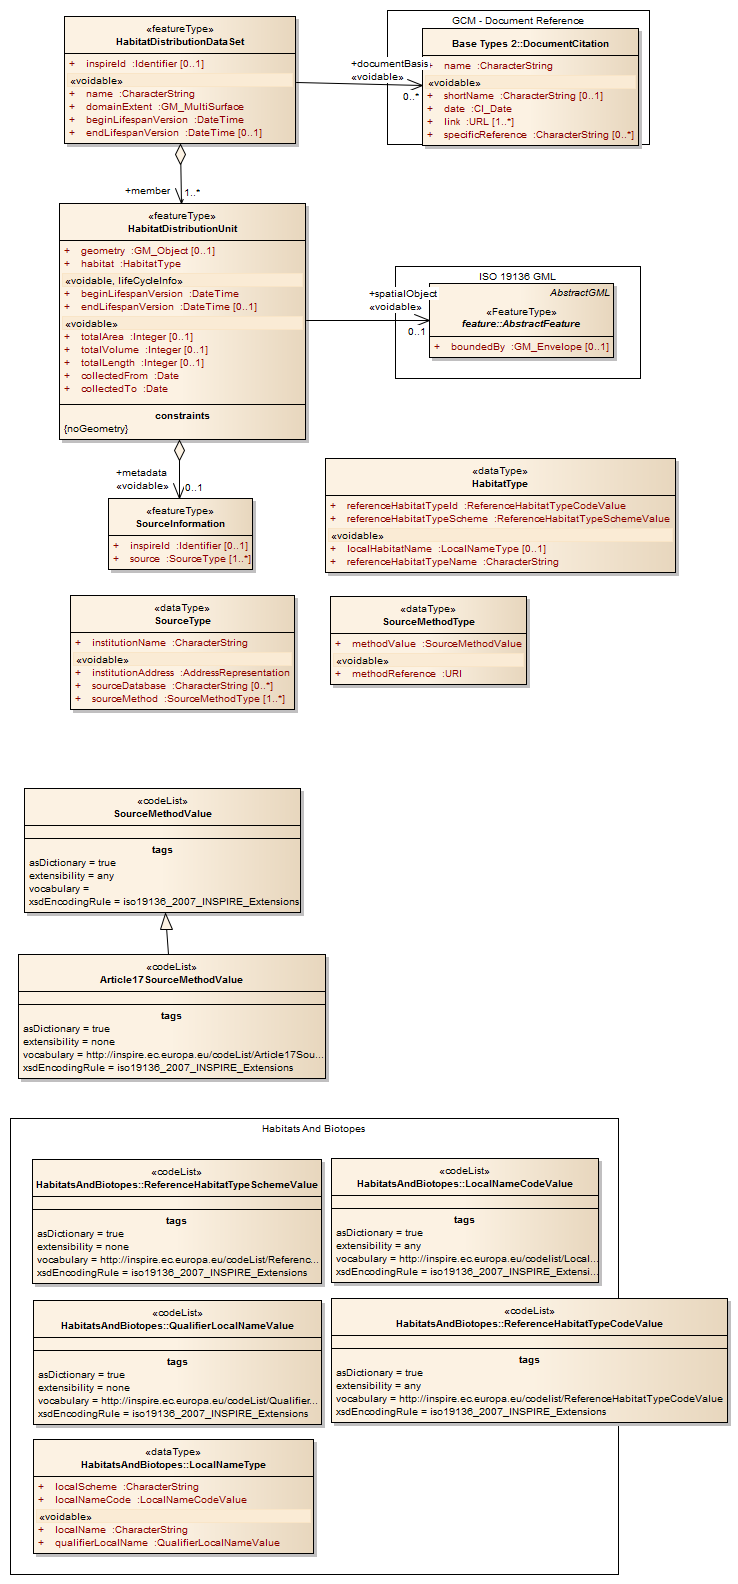 «featureType»
HabitatDistributionDataSet
+ inspireId :Identifier [0..1]
«voidable»
+ name :CharacterString
+ domainExtent :GM_MultiSurface
+ beginLifespanVersion :DateTime
+ endLifespanVersion :DateTime [0..1]
+documentBasis
«voidable»
0..*
GCM - Document Reference
Base Types 2::DocumentCitation
+ name :CharacterString
«voidable»
+ shortName :CharacterString [0..1]
+ date :CI_Date
+ link :URL [1..*]
+ specificReference :CharacterString [0..*]
+member
1..*
«featureType»
HabitatDistributionUnit
+ geometry :GM_Object [0..1]
+ habitat :HabitatType
«voidable, lifeCycleInfo»
+ beginLifespanVersion :DateTime
+ endLifespanVersion :DateTime [0..1]
«voidable»
+ totalArea :Integer [0..1]
+ totalVolume :Integer [0..1]
+ totalLength :Integer [0..1]
+ collectedFrom :Date
+ collectedTo :Date
constraints
{noGeometry}
+spatialObject
«voidable»
0..1
ISO 19136 GML
AbstractGML
«FeatureType»
feature::AbstractFeature
+ boundedBy :GM_Envelope [0..1]
+metadata
«voidable»
0..1
«featureType»
SourceInformation
+ inspireId :Identifier [0..1]
+ source :SourceType [1..*]
«dataType»
HabitatType
+ referenceHabitatTypeId :ReferenceHabitatTypeCodeValue
+ referenceHabitatTypeScheme :ReferenceHabitatTypeSchemeValue
«voidable»
+ localHabitatName :LocalNameType [0..1]
+ referenceHabitatTypeName :CharacterString
«dataType»
SourceType
+ institutionName :CharacterString
«voidable»
+ institutionAddress :AddressRepresentation
+ sourceDatabase :CharacterString [0..*]
+ sourceMethod :SourceMethodType [1..*]
«dataType»
SourceMethodType
+ methodValue :SourceMethodValue
«voidable»
+ methodReference :URI
«codeList»
SourceMethodValue
tags
asDictionary = true
extensibility = any
vocabulary =
xsdEncodingRule = iso19136_2007_INSPIRE_Extensions
«codeList»
Article17SourceMethodValue
tags
asDictionary = true
extensibility = none
vocabulary = http://inspire.ec.europa.eu/codeList/Article17Sou...
xsdEncodingRule = iso19136_2007_INSPIRE_Extensions
Habitats And Biotopes
«codeList»
HabitatsAndBiotopes::ReferenceHabitatTypeSchemeValue
tags
asDictionary = true
extensibility = none
vocabulary = http://inspire.ec.europa.eu/codeList/Referenc...
xsdEncodingRule = iso19136_2007_INSPIRE_Extensions
«codeList»
HabitatsAndBiotopes::LocalNameCodeValue
tags
asDictionary = true
extensibility = any
vocabulary = http://inspire.ec.europa.eu/codelist/Local...
xsdEncodingRule = iso19136_2007_INSPIRE_Extensi...
«codeList»
HabitatsAndBiotopes::QualifierLocalNameValue
tags
asDictionary = true
extensibility = none
vocabulary = http://inspire.ec.europa.eu/codeList/Qualifier...
xsdEncodingRule = iso19136_2007_INSPIRE_Extensions
«codeList»
HabitatsAndBiotopes::ReferenceHabitatTypeCodeValue
tags
asDictionary = true
extensibility = any
vocabulary = http://inspire.ec.europa.eu/codelist/ReferenceHabitatTypeCodeValue
xsdEncodingRule = iso19136_2007_INSPIRE_Extensions
«dataType»
HabitatsAndBiotopes::LocalNameType
+ localScheme :CharacterString
+ localNameCode :LocalNameCodeValue
«voidable»
+ localName :CharacterString
+ qualifierLocalName :QualifierLocalNameValue